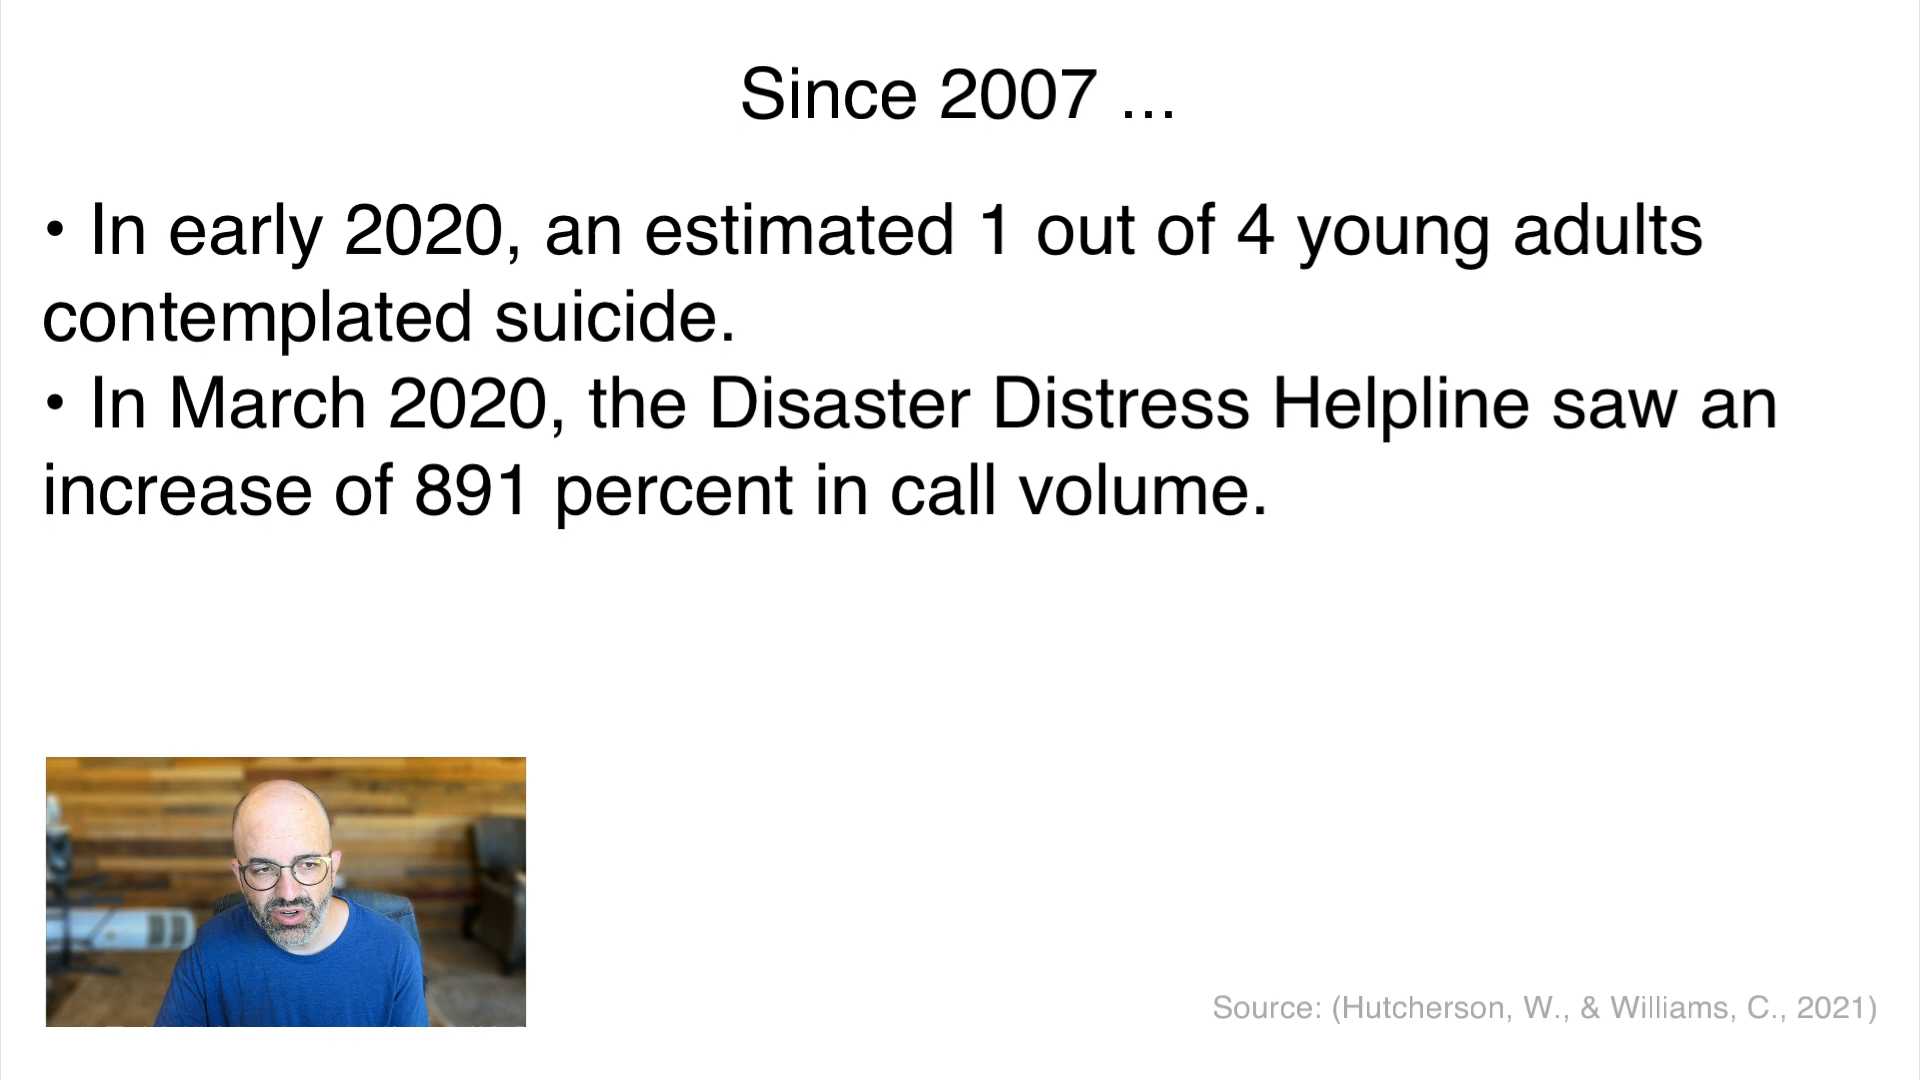 Since 2007 ...
• In early 2020, an estimated 1 out of 4 young adults
contemplated suicide.
• In March 2020, the Disaster Distress Helpline saw an
increase of 891 percent in call volume.
Source: (Hutcherson, W., & Williams, C., 2021)